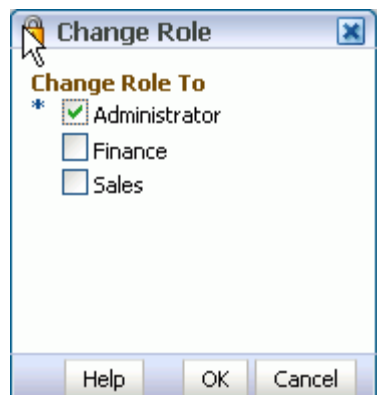 Change Role
Change Role To
* Administrator
Finance
Sales
Help OK Cancel